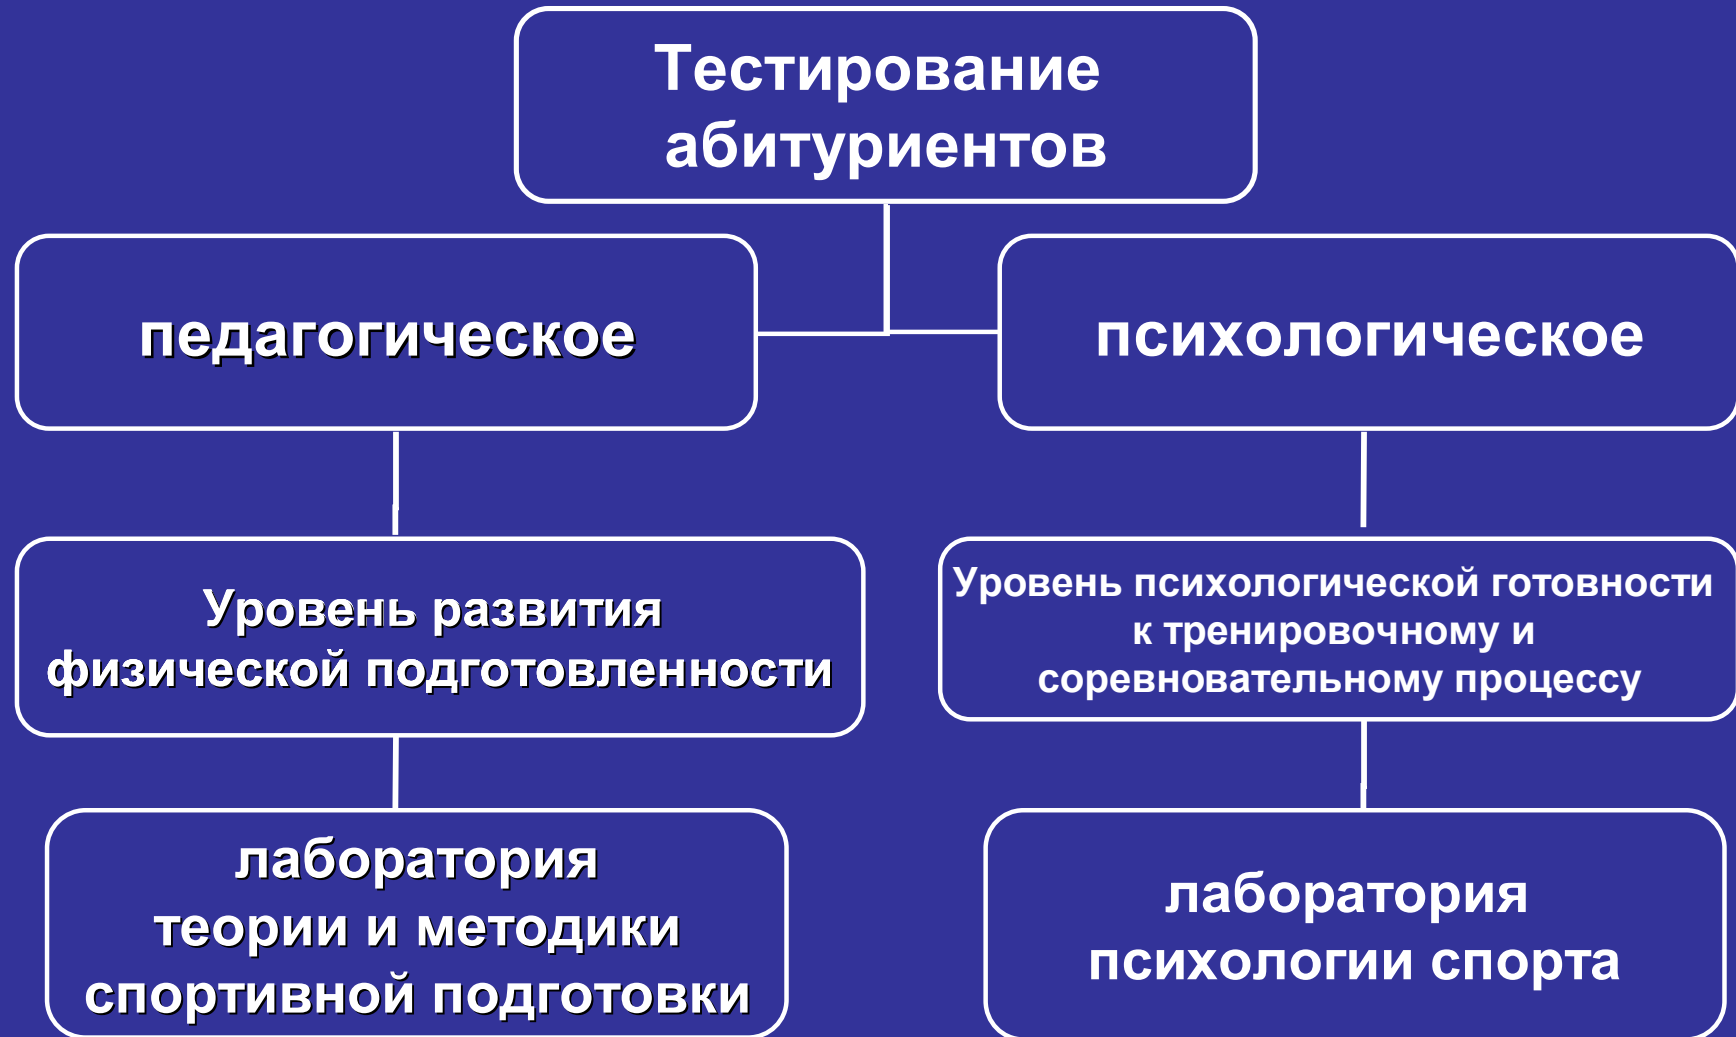 Тестирование
абитуриентов
педагогическое
психологическое
Уровень развития
физической подготовленности
Уровень психологической готовности
к тренировочному и
соревновательному процессу
лаборатория
теории и методики
спортивной подготовки
лаборатория
психологии спорта